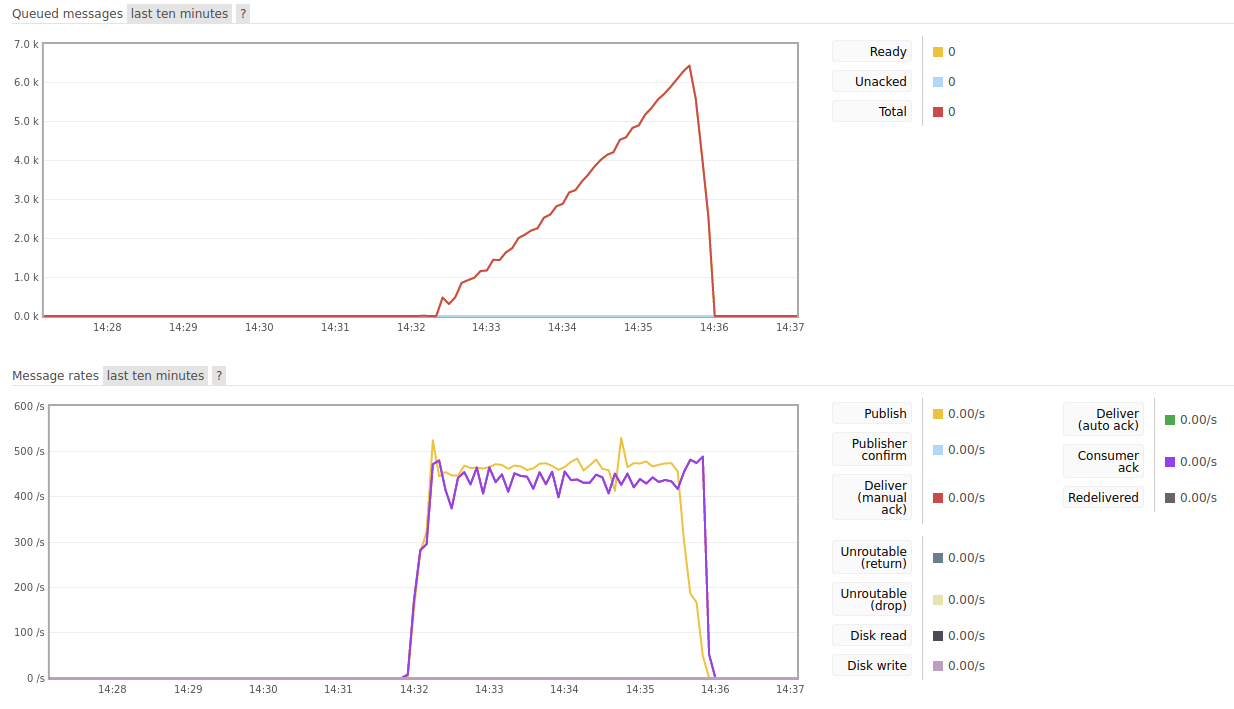 Queued messages last ten minutes ?
7.0 k
6.0 k
5.0 k
4.0 k
3.0 k
2.0 k
1.0 k
0.0 k
14:28 14:29 14:30 14:31 14:32 14:33 14:34 14:35 14:36 14:37
Ready 0
Unacked 0
Total 0
Message rates last ten minutes ?
600 /s
500 /s
400 /s
300 /s
200 /s
100 /s
0 /s
14:28 14:29 14:30 14:31 14:32 14:33 14:34 14:35 14:36 14:37
Publish 0.00/s
Publisher
confirm 0.00/s
Deliver
(manual
ack) 0.00/s
Unroutable
(return) 0.00/s
Unroutable
(drop) 0.00/s
Disk read 0.00/s
Disk write 0.00/s
Deliver
(auto ack) 0.00/s
Consumer
ack 0.00/s
Redelivered 0.00/s